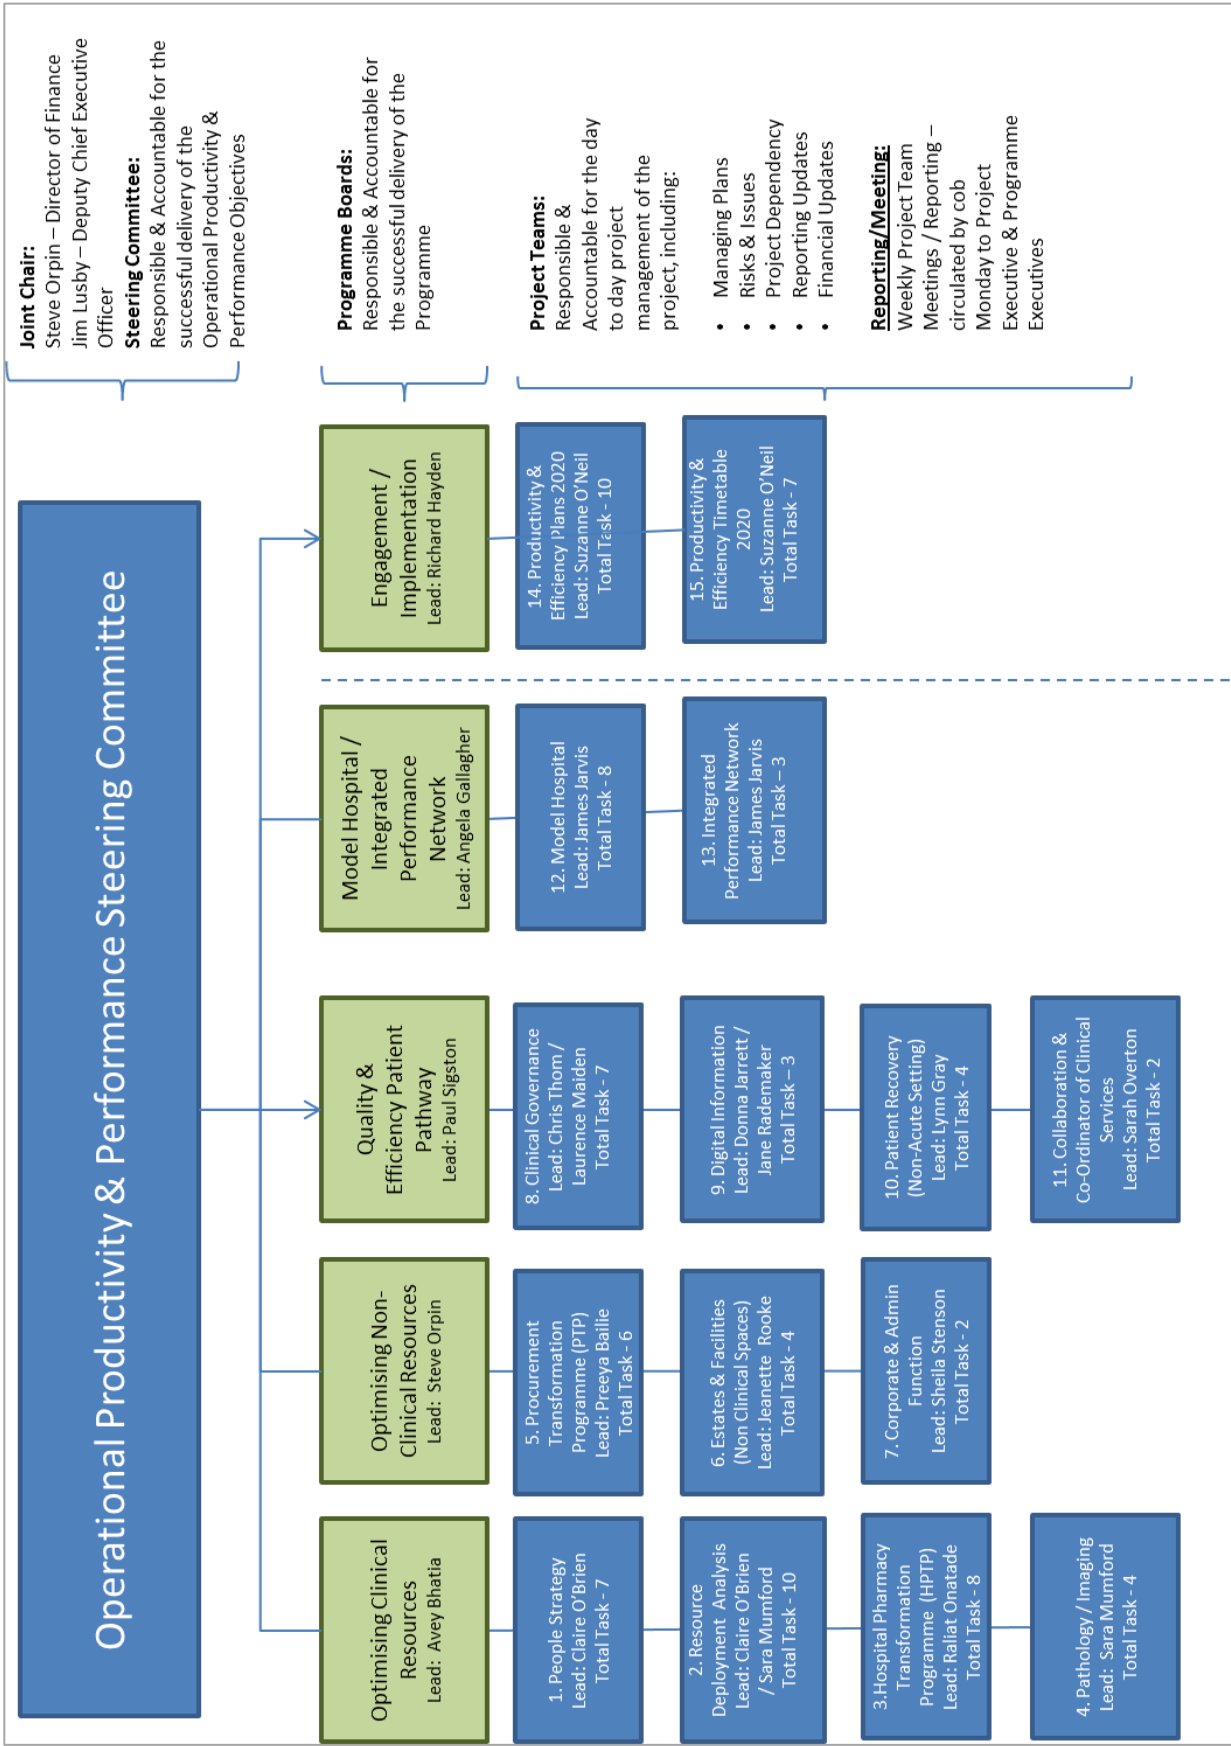 Operational Productivity & Performance Steering Committee
Joint Chair:
Steve Orpin – Director of Finance
Jim Lusby – Deputy Chief Executive
Officer
Steering Committee:
Responsible & Accountable for the
successful delivery of the
Operational Productivity &
Performance Objectives
Optimising Clinical
Resources
Lead: Avey Bhatia
Optimising Non-
Clinical Resources
Lead: Steve Orpin
Quality &
Efficiency Patient
Pathway
Lead: Paul Sigston
Model Hospital /
Integrated
Performance
Network
Lead: Angela Gallagher
Engagement /
Implementation
Lead: Richard Hayden
Programme Boards:
Responsible & Accountable for
the successful delivery of the
Programme
1. People Strategy
Lead: Claire O'Brien
Total Task - 7
5. Procurement
Transformation
Programme (PTP)
Lead: Preeya Bailie
Total Task - 6
8. Clinical Governance
Lead: Chris Thom /
Laurence Maiden
Total Task - 7
12. Model Hospital
Lead: James Jarvis
Total Task - 8
14. Productivity &
Efficiency Plans 2020
Lead: Suzanne O'Neil
Total Task - 10
Project Teams:
Responsible &
Accountable for the day
to day project
management of the
project, including:
• Managing Plans
• Risks & Issues
• Project Dependency
• Reporting Updates
• Financial Updates
2. Resource
Deployment Analysis
Lead: Claire O'Brien
/ Sara Mumford
Total Task - 10
6. Estates & Facilities
(Non Clinical Spaces)
Lead: Jeanette Rooke
Total Task - 4
9. Digital Information
Lead: Donna Jarrett /
Jane Rademaker
Total Task – 3
13. Integrated
Performance Network
Lead: James Jarvis
Total Task – 3
15. Productivity &
Efficiency Timetable
2020
Lead: Suzanne O'Neil
Total Task - 7
3.Hospital Pharmacy
Transformation
Programme (HPTP)
Lead: Raliat Onatade
Total Task - 8
7. Corporate & Admin
Function
Lead: Sheila Stenson
Total Task - 2
10. Patient Recovery
(Non-Acute Setting)
Lead: Lynn Gray
Total Task - 4
Reporting/Meeting:
Weekly Project Team
Meetings / Reporting –
circulated by cob
Monday to Project
Executive & Programme
Executives
4. Pathology / Imaging
Lead: Sara Mumford
Total Task - 4
11. Collaboration &
Co-Ordinator of Clinical
Services
Lead: Sarah Overton
Total Task - 2